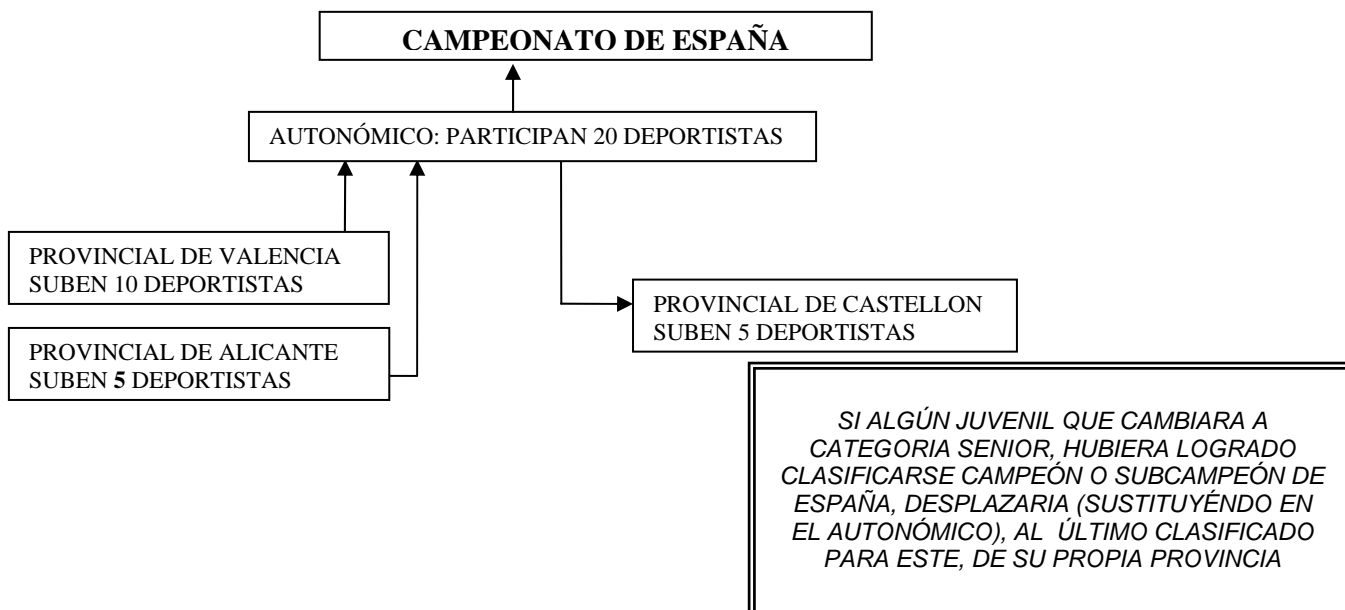 CAMPEONATO DE ESPAÑA
AUTONÓMICO: PARTICIPAN 20 DEPORTISTAS
PROVINCIAL DE VALENCIA
SUBEN 10 DEPORTISTAS
PROVINCIAL DE CASTELLON
SUBEN 5 DEPORTISTAS
PROVINCIAL DE ALICANTE
SUBEN 5 DEPORTISTAS
SI ALGÚN JUVENIL QUE CAMBIARA A
CATEGORIA SENIOR, HUBIERA LOGRADO
CLASIFICARSE CAMPEÓN O SUBCAMPEÓN DE
ESPAÑA, DESPLAZARIA (SUSTITUYÉNDO EN
EL AUTONÓMICO), AL ÚLTIMO CLASIFICADO
PARA ESTE, DE SU PROPIA PROVINCIA